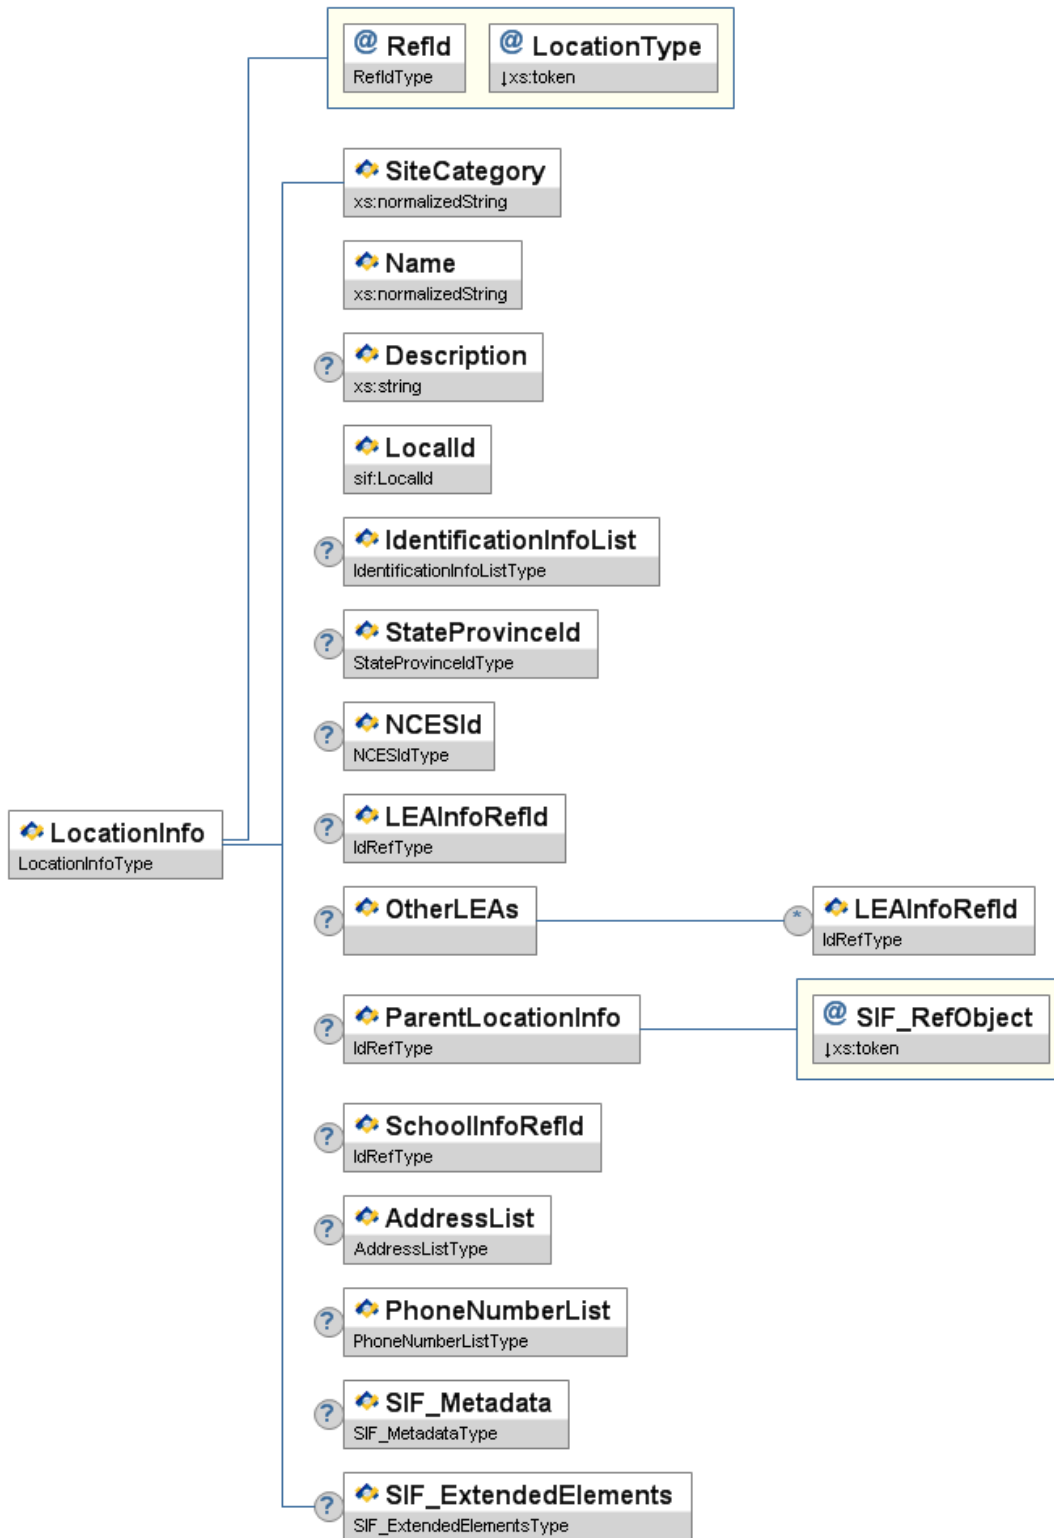 @ RefId
RefIdType
@ LocationType
↓xs:token
SiteCategory
xs:normalizedString
Name
xs:normalizedString
? Description
xs:string
LocalId
sif:LocalId
? IdentificationInfoList
IdentificationInfoListType
? StateProvinceId
StateProvinceIdType
? NCESId
NCESIdType
LocationInfo
LocationInfoType
? LEAInfoRefId
IdRefType
? OtherLEAs
* LEAInfoRefId
IdRefType
? ParentLocationInfo
IdRefType
@ SIF_RefObject
↓xs:token
? SchoolInfoRefId
IdRefType
? AddressList
AddressListType
? PhoneNumberList
PhoneNumberListType
? SIF_Metadata
SIF_MetadataType
? SIF_ExtendedElements
SIF_ExtendedElementsType